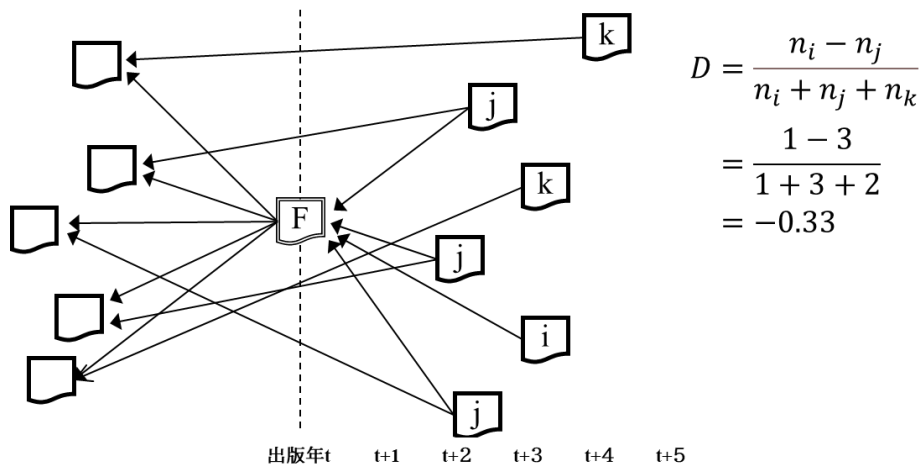 k
j
k
F
j
i
j
D = (n_i − n_j) / (n_i + n_j + n_k)
= (1 − 3) / (1 + 3 + 2)
= −0.33
出版年t t+1 t+2 t+3 t+4 t+5